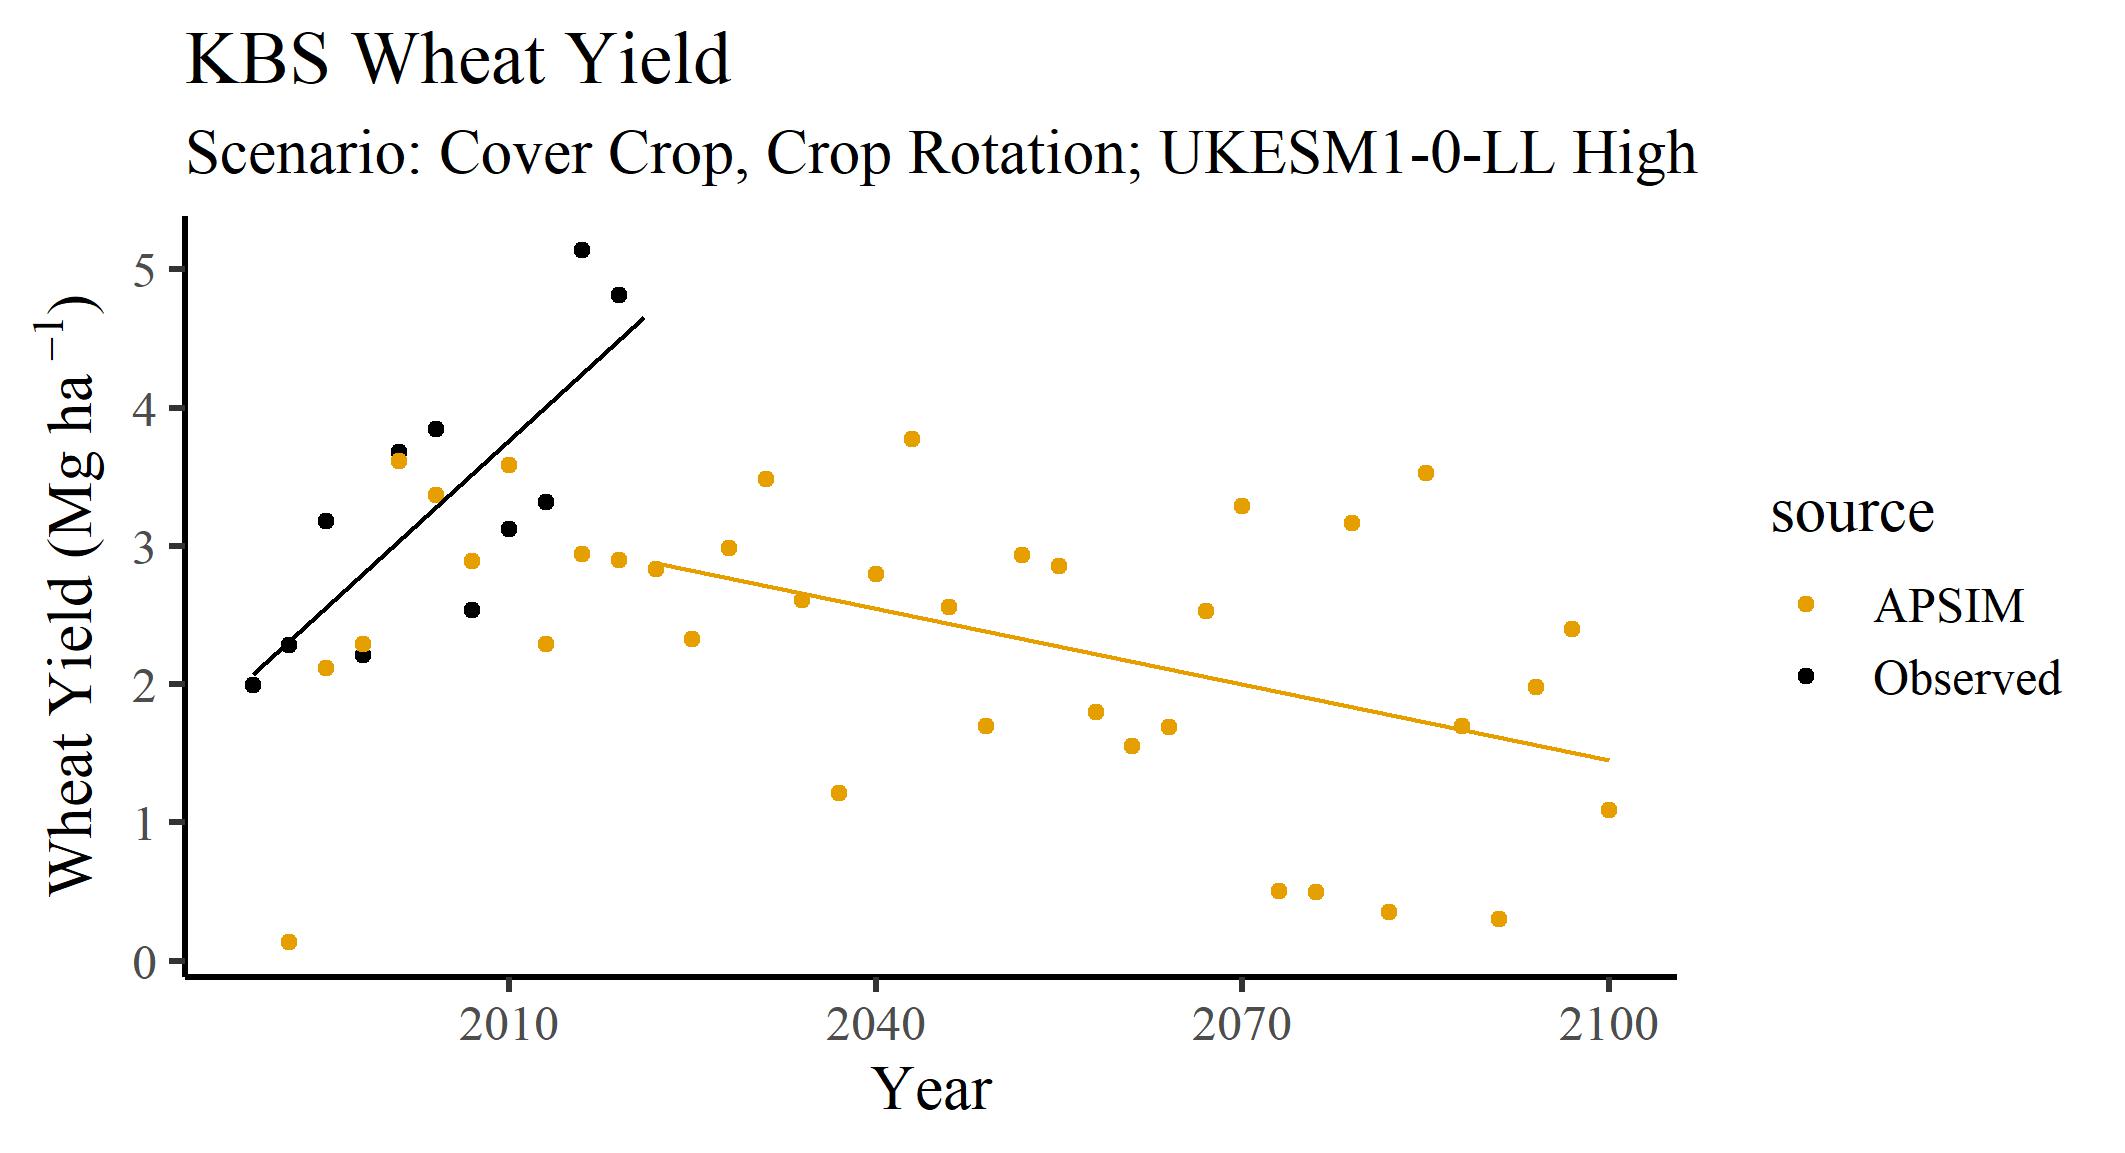 KBS Wheat Yield
Scenario: Cover Crop, Crop Rotation; UKESM1-0-LL High
Wheat Yield (Mg ha⁻¹)
5
4
3
2
1
0
2010 2040 2070 2100
Year
source
APSIM
Observed